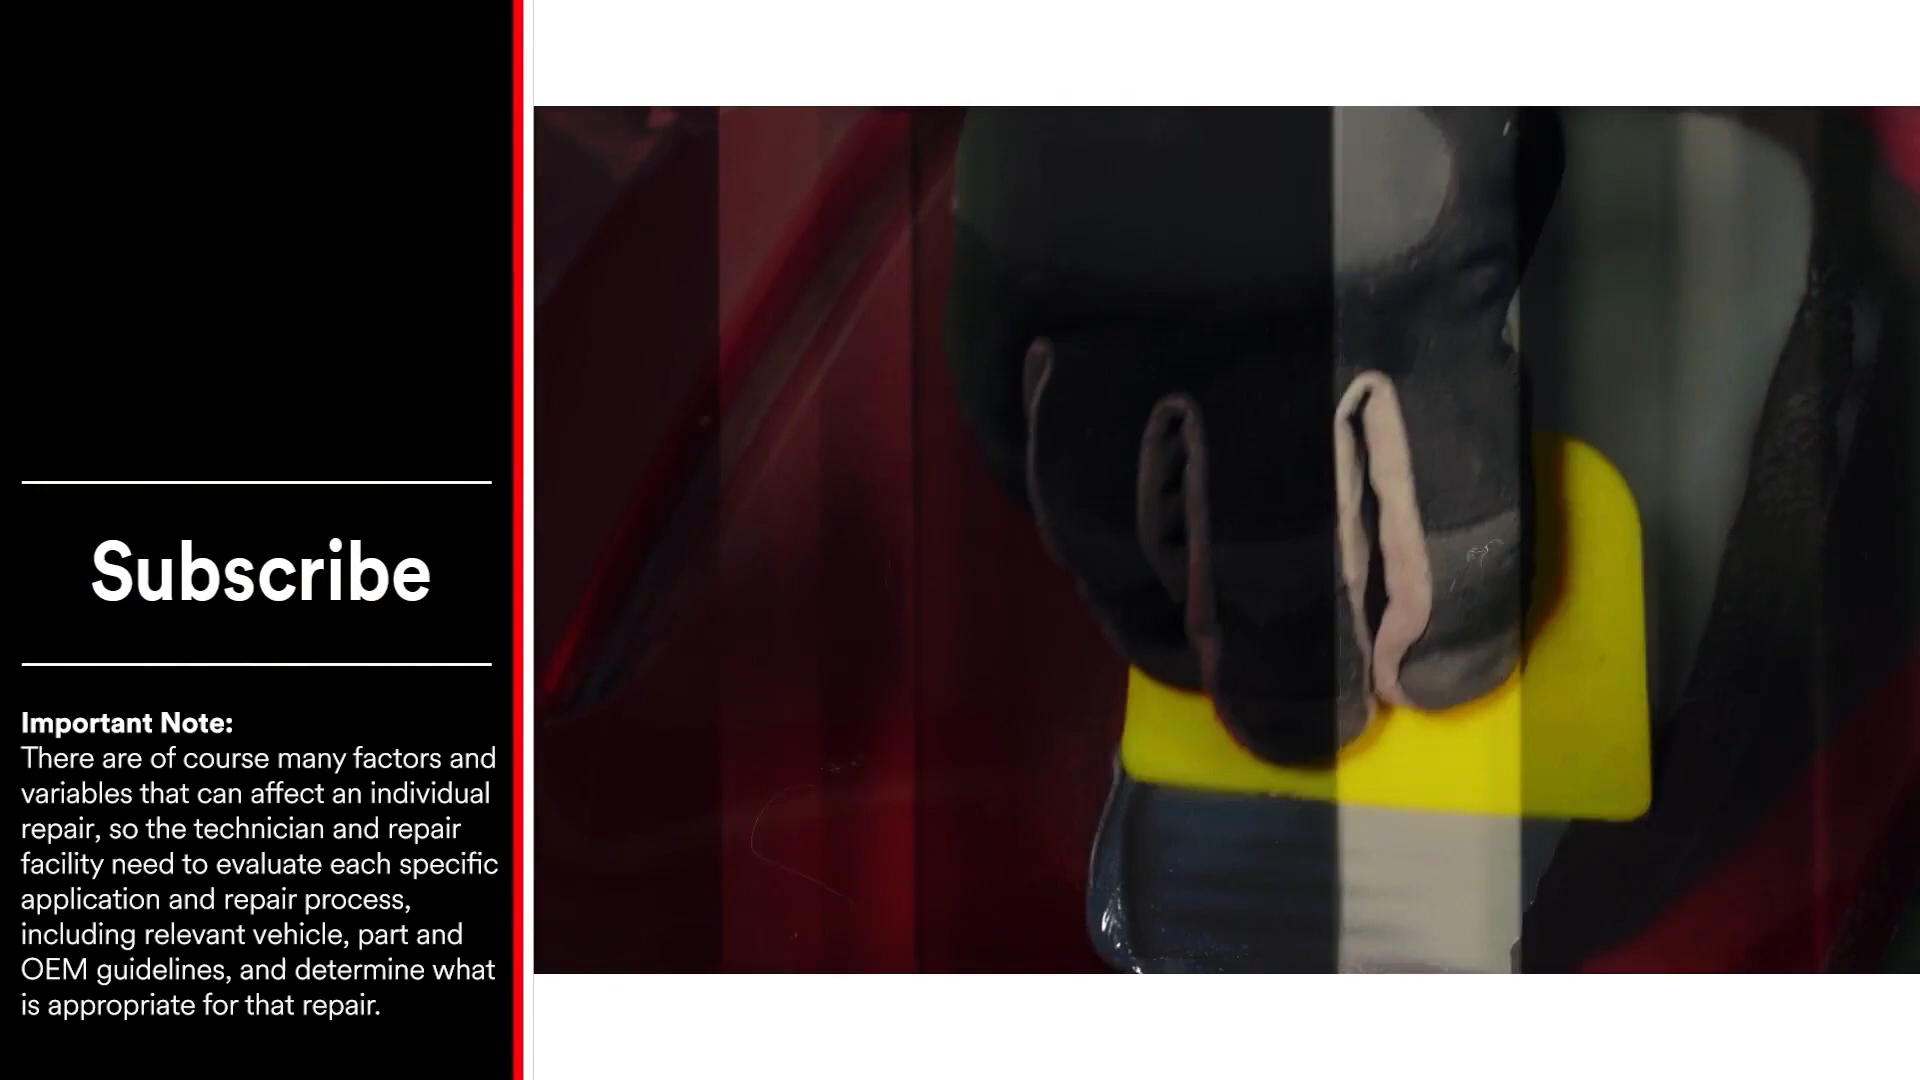 Subscribe
Important Note:
There are of course many factors and
variables that can affect an individual
repair, so the technician and repair
facility need to evaluate each specific
application and repair process,
including relevant vehicle, part and
OEM guidelines, and determine what
is appropriate for that repair.